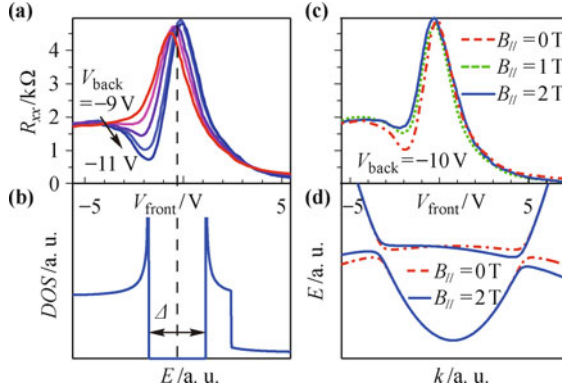 (a)
4
3
2
1
0
R_xx/kΩ
V_back
=−9 V
−11 V
−5
V_front/V
5
(b)
DOS/a. u.
Δ
E/a. u.
(c)
B_// = 0 T
B_// = 1 T
B_// = 2 T
V_back=−10 V
−5
V_front/V
5
(d)
E/a. u.
B_// = 0 T
B_// = 2 T
k/a. u.